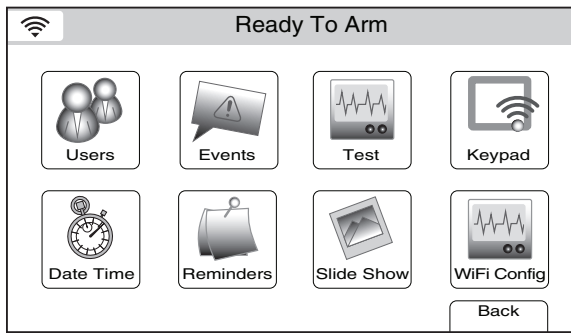 Ready To Arm
Users
Events
Test
Keypad
Date Time
Reminders
Slide Show
WiFi Config
Back